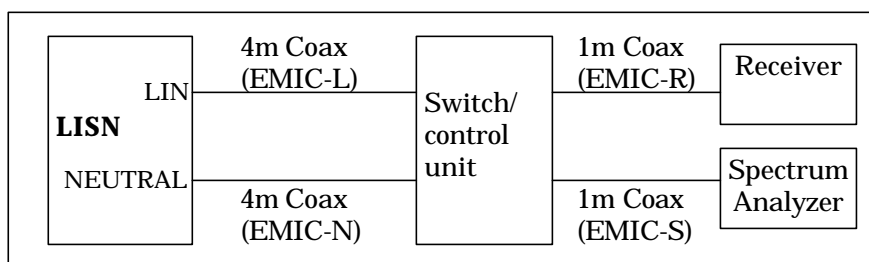 4m Coax
(EMIC-L)
1m Coax
(EMIC-R)
Receiver
LIN
LISN
Switch/
control
unit
NEUTRAL
Spectrum
Analyzer
4m Coax
(EMIC-N)
1m Coax
(EMIC-S)